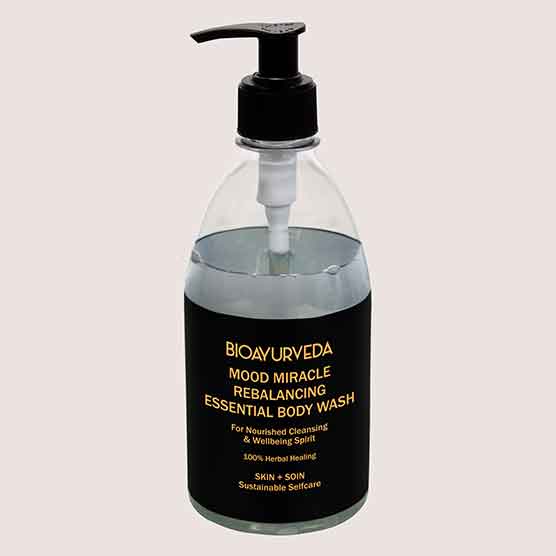 BIOAYURVEDA
MOOD MIRACLE
REBALANCING
ESSENTIAL BODY WASH
For Nourished Cleansing
& Wellbeing Spirit
100% Herbal Healing
SKIN + SOIN
Sustainable Selfcare